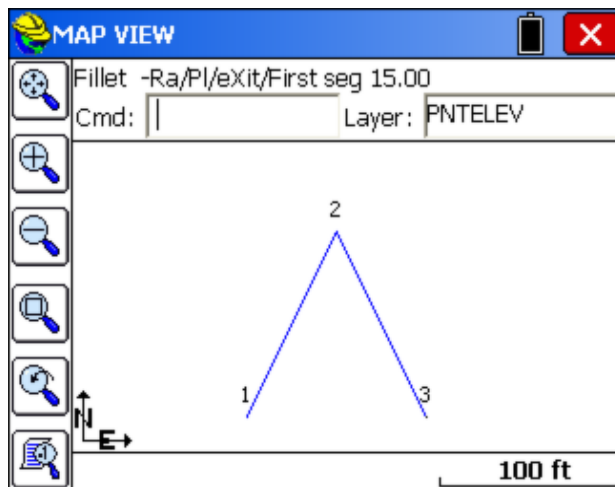 MAP VIEW
Fillet -Ra/Pl/eXit/First seg 15.00
Cmd: Layer: PNTELEV
2
1 3
N
E
100 ft